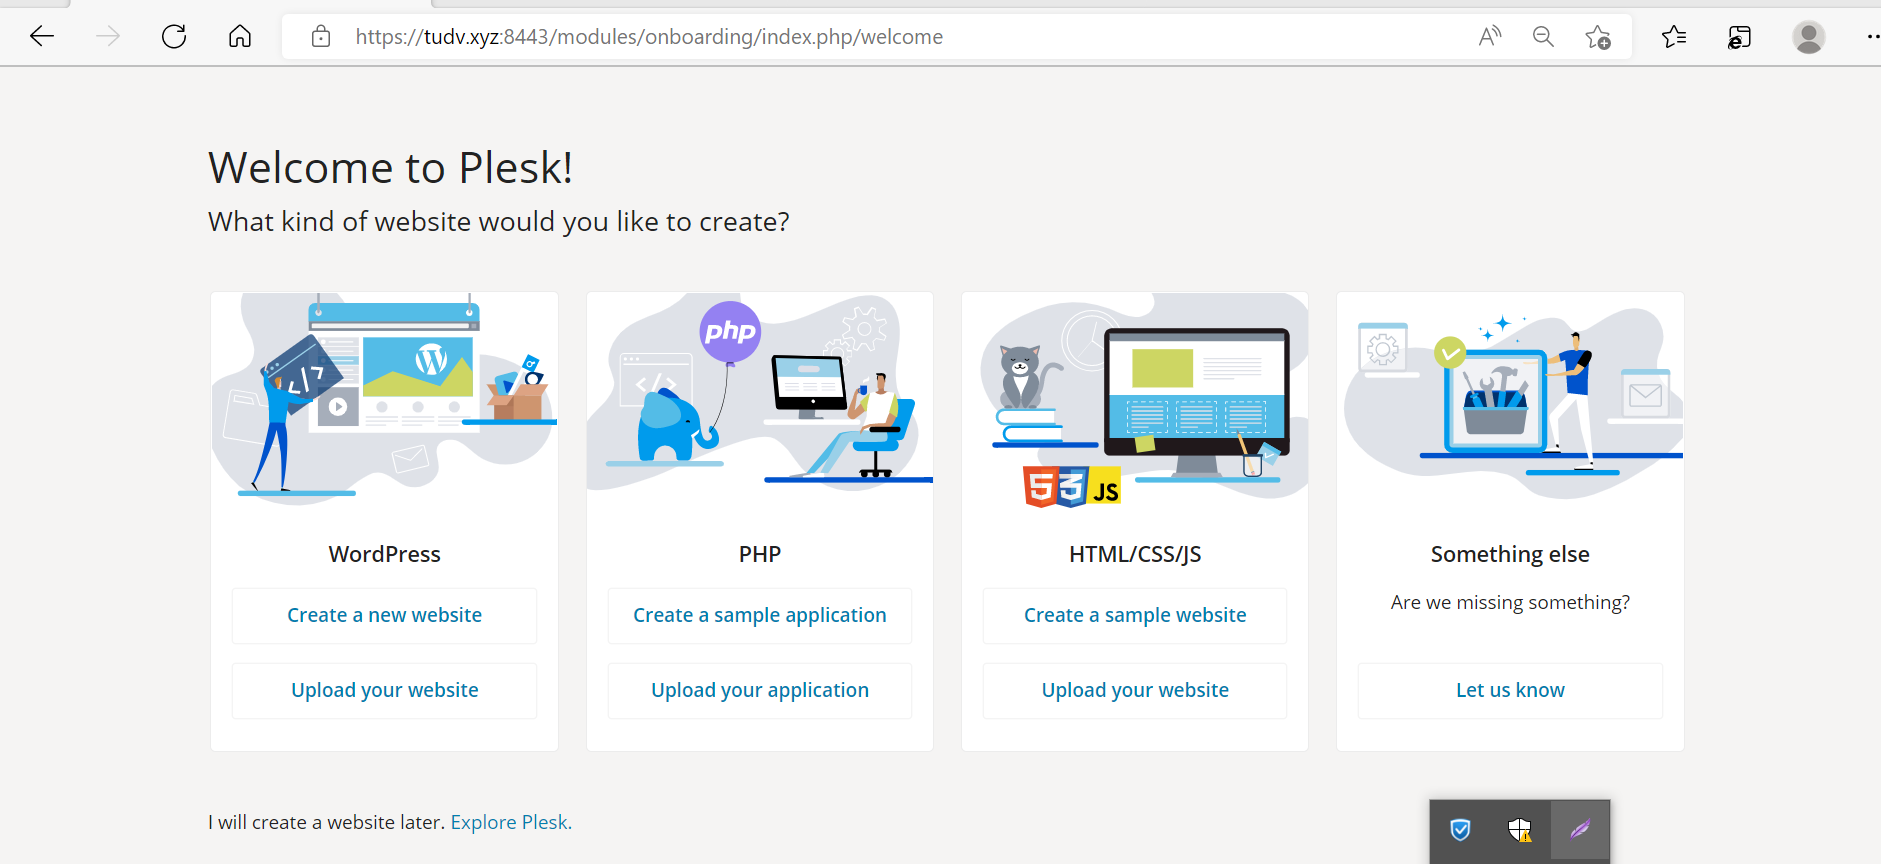 https://tudv.xyz:8443/modules/onboarding/index.php/welcome
Welcome to Plesk!
What kind of website would you like to create?
php
</>
</>
5 3 JS
WordPress
PHP
HTML/CSS/JS
Something else
Are we missing something?
Create a new website
Create a sample application
Create a sample website
Upload your website
Upload your application
Upload your website
Let us know
I will create a website later. Explore Plesk.